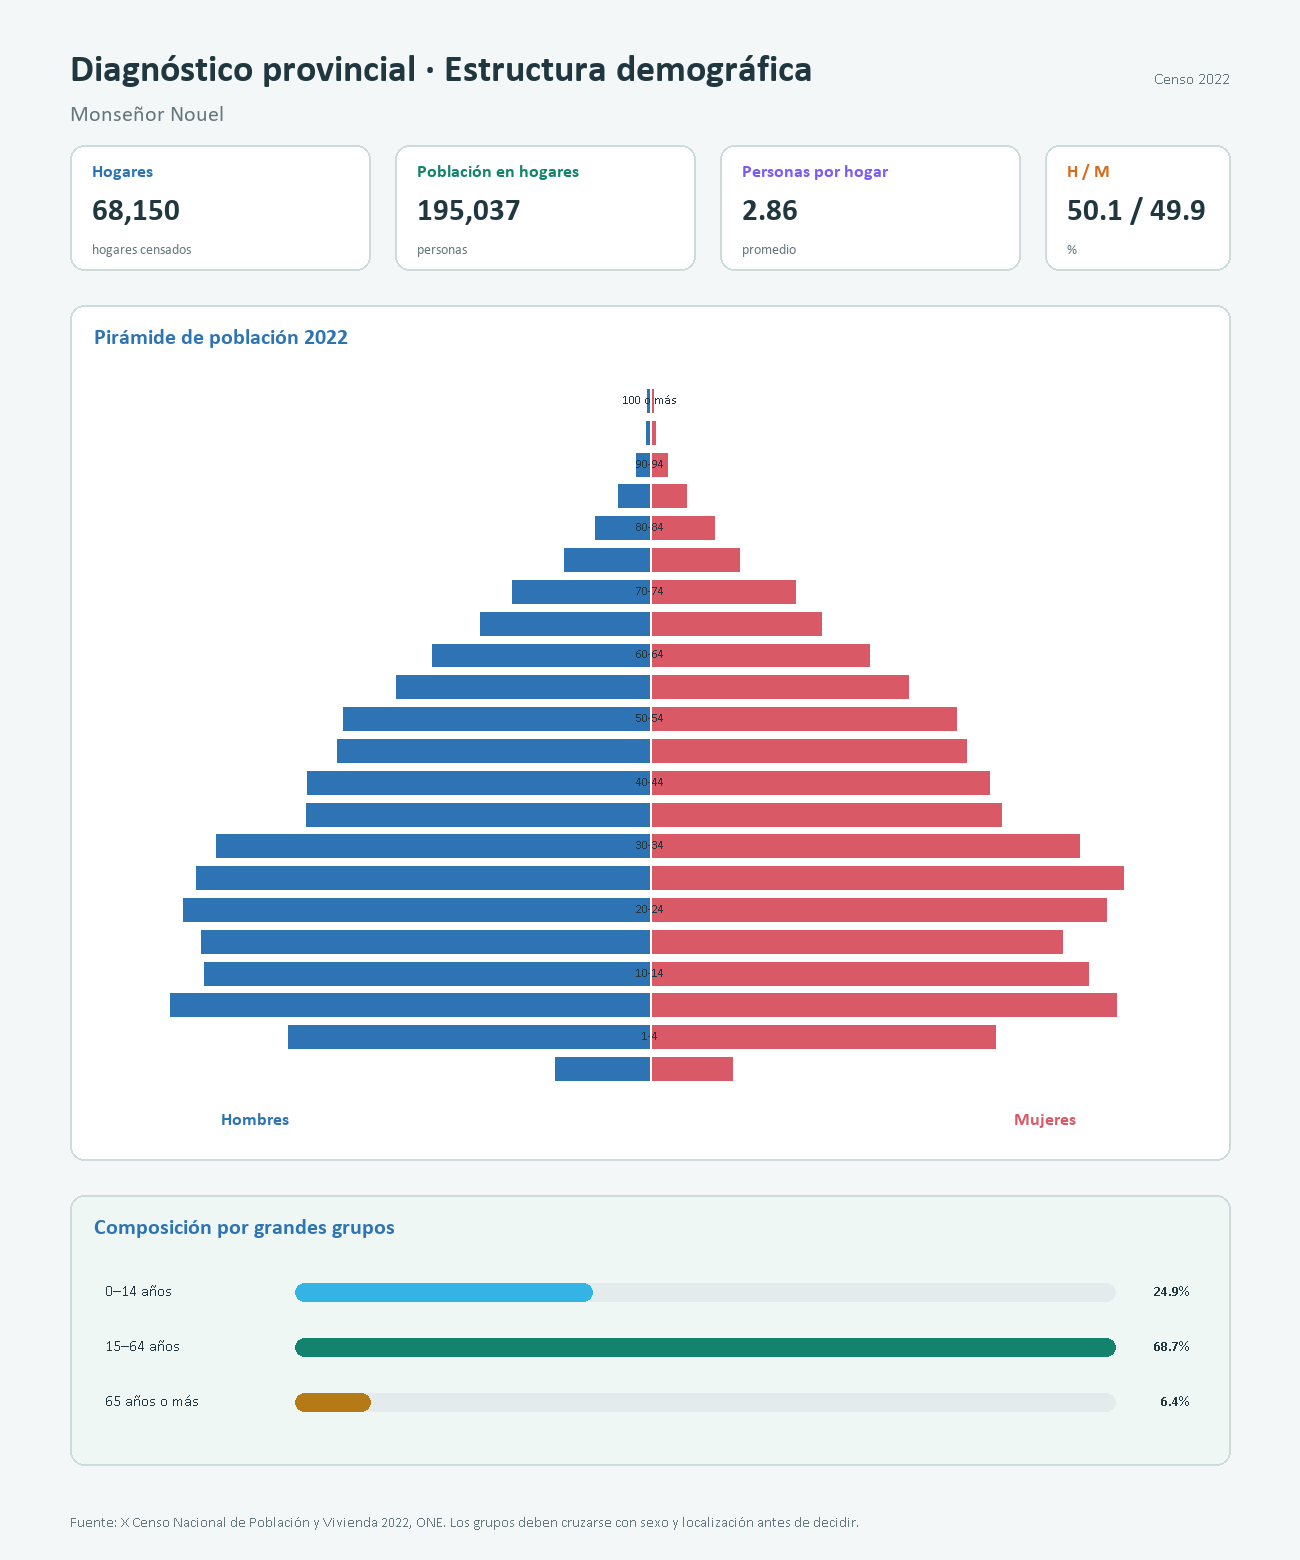 Diagnóstico provincial · Estructura demográfica
Censo 2022
Monseñor Nouel
Hogares
68,150
hogares censados
Población en hogares
195,037
personas
Personas por hogar
2.86
promedio
H / M
50.1 / 49.9
%
Pirámide de población 2022
100 o más
90-94
80-84
70-74
60-64
50-54
40-44
30-34
20-24
10-14
1-4
Hombres
Mujeres
Composición por grandes grupos
0–14 años
24.9%
15–64 años
68.7%
65 años o más
6.4%
Fuente: X Censo Nacional de Población y Vivienda 2022, ONE. Los grupos deben cruzarse con sexo y localización antes de decidir.